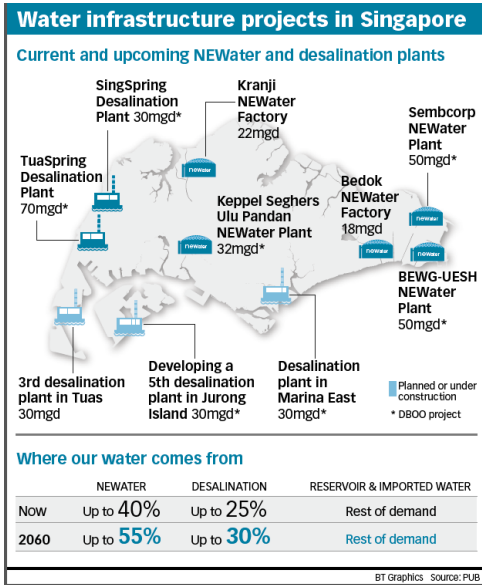 Water infrastructure projects in Singapore
Current and upcoming NEWater and desalination plants
SingSpring
Desalination
Plant 30mgd*
Kranji
NEWater
Factory
22mgd
Sembcorp
NEWater
Plant
50mgd*
TuaSpring
Desalination
Plant
70mgd*
Keppel Seghers
Ulu Pandan
NEWater Plant
32mgd*
Bedok
NEWater
Factory
18mgd
newater
newater
newater
newater
newater
BEWG-UESH
NEWater
Plant
50mgd*
3rd desalination
plant in Tuas
30mgd
Developing a
5th desalination
plant in Jurong
Island 30mgd*
Desalination
plant in
Marina East
30mgd*
Planned or under
construction
* DBOO project
Where our water comes from
NEWATER DESALINATION RESERVOIR & IMPORTED WATER
Now Up to 40% Up to 25% Rest of demand
2060 Up to 55% Up to 30% Rest of demand
BT Graphics Source: PUB